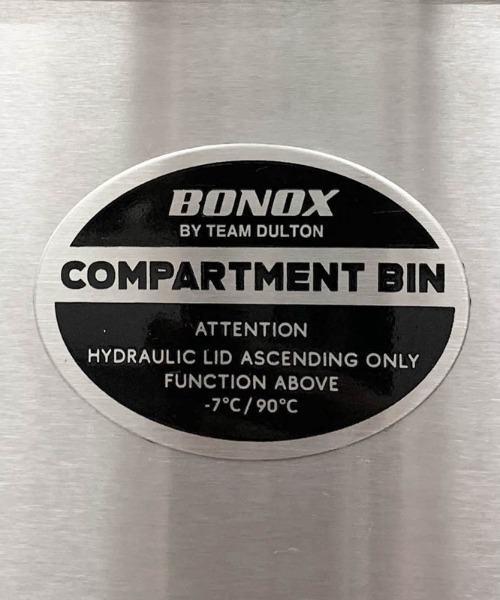 BONOX
BY TEAM DULTON
COMPARTMENT BIN
ATTENTION
HYDRAULIC LID ASCENDING ONLY
FUNCTION ABOVE
-7°C / 90°C